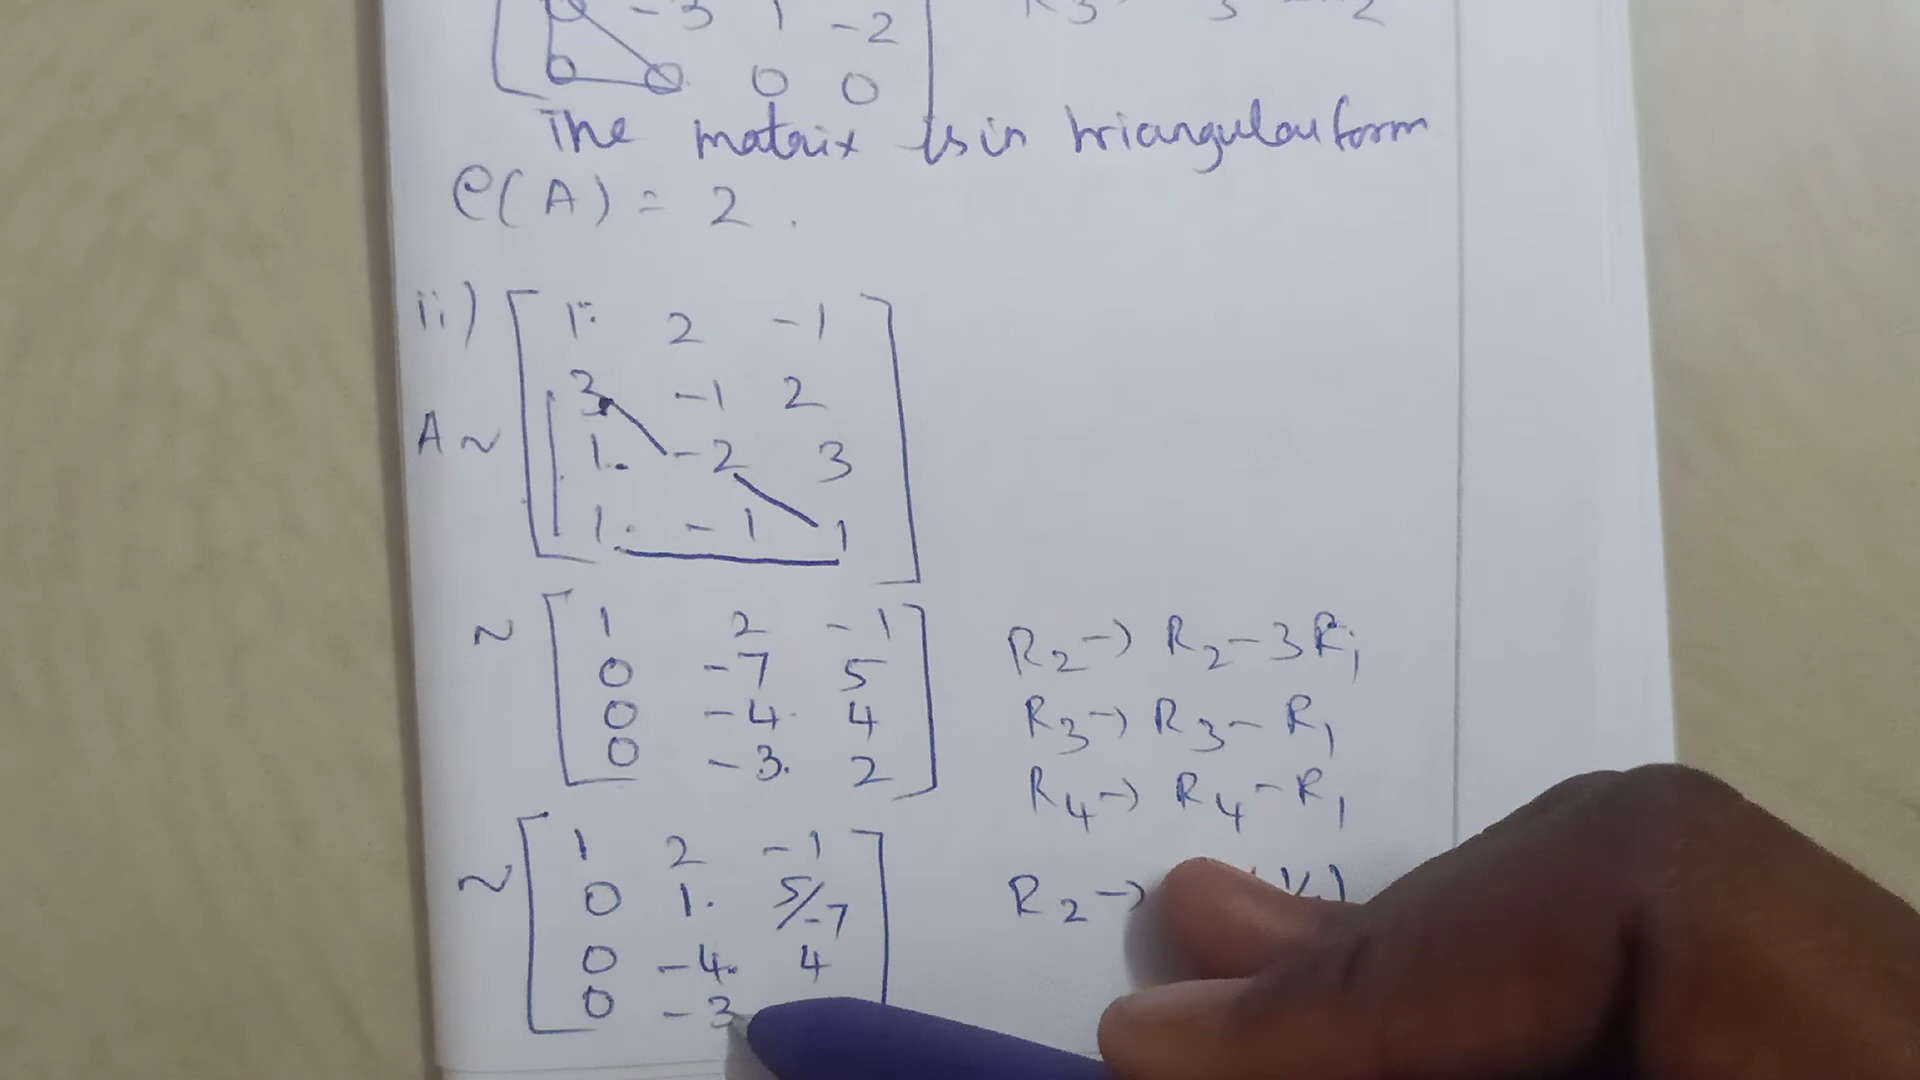 -3 1 -2
0 0 0 0
The matrix is in triangular form
ρ(A) = 2.
ii)
A ~
1 2 -1
3 -1 2
1 -2 3
1 -1 1
~
1 2 -1
0 -7 5
0 -4 4
0 -3 2
R2 → R2 - 3R1
R3 → R3 - R1
R4 → R4 - R1
~
1 2 -1
0 1 5/-7
0 -4 4
0 -3
R2 →